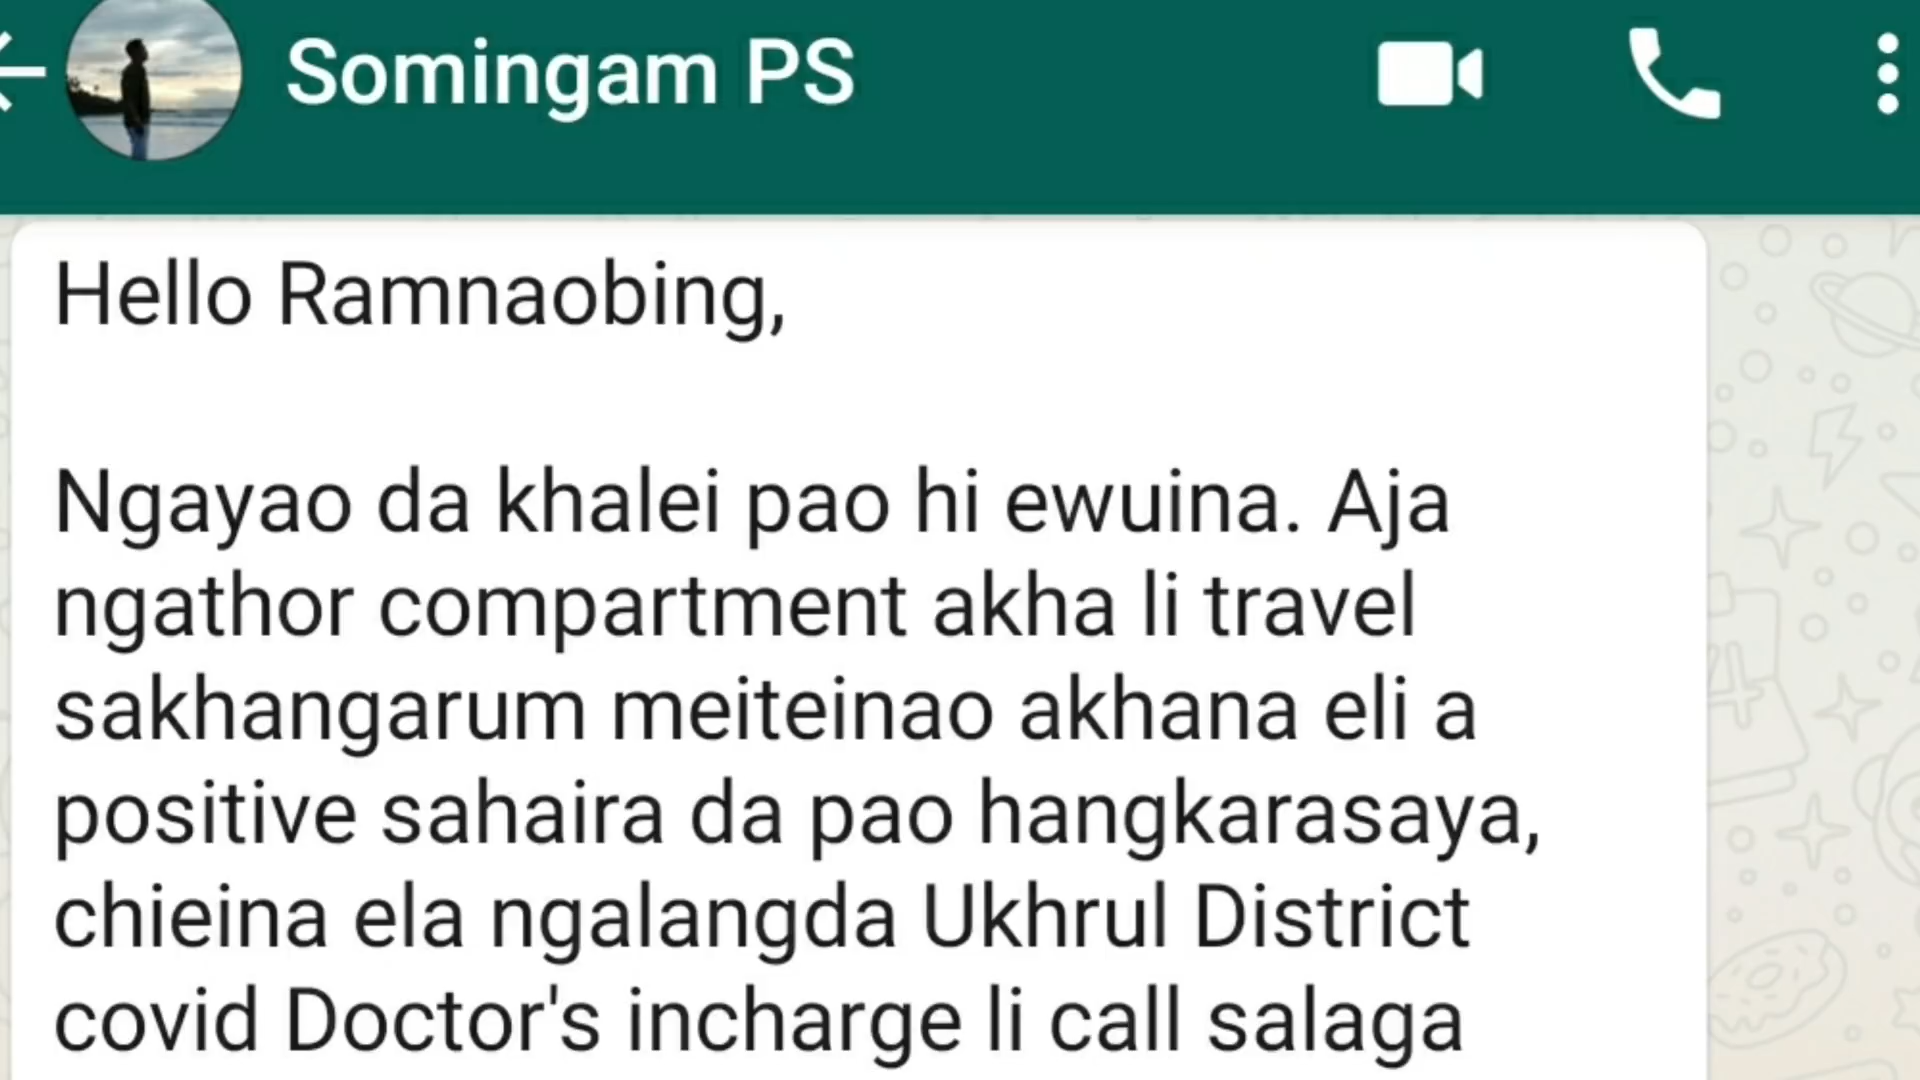 Somingam PS
Hello Ramnaobing,
Ngayao da khalei pao hi ewuina. Aja
ngathor compartment akha li travel
sakhangarum meiteinao akhana eli a
positive sahaira da pao hangkarasaya,
chieina ela ngalangda Ukhrul District
covid Doctor's incharge li call salaga